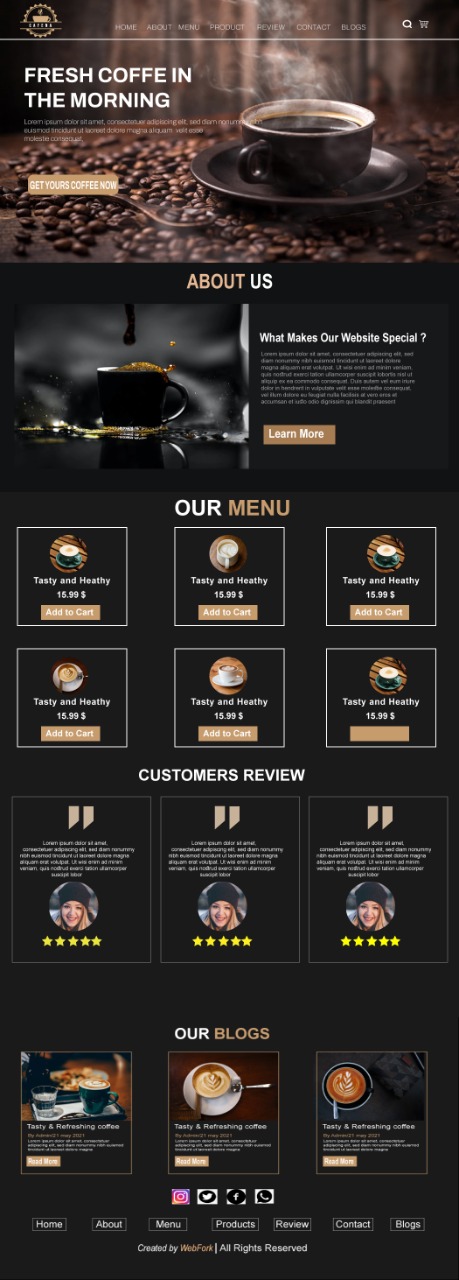 CAFENA
HOME ABOUT MENU PRODUCT REVIEW CONTACT BLOGS
FRESH COFFE IN
THE MORNING
Lorem ipsum dolor sit amet, consectetuer adipiscing elit, sed diam nonummy nibh
euismod tincidunt ut laoreet dolore magna aliquam velit esse
molestie consequat,
GET YOURS COFFEE NOW
ABOUT US
What Makes Our Website Special ?
Lorem ipsum dolor sit amet, consectetuer adipiscing elit, sed
diam nonummy nibh euismod tincidunt ut laoreet dolore
magna aliquam erat volutpat. Ut wisi enim ad minim veniam,
quis nostrud exerci tation ullamcorper suscipit lobortis nisl ut
aliquip ex ea commodo consequat. Duis autem vel eum iriure
dolor in hendrerit in vulputate velit esse molestie consequat,
vel illum dolore eu feugiat nulla facilisis at vero eros et
accumsan et iusto odio dignissim qui blandit praesent
Learn More
OUR MENU
Tasty and Heathy Tasty and Heathy Tasty and Heathy
15.99 $ 15.99 $ 15.99 $
Add to Cart Add to Cart Add to Cart
Tasty and Heathy Tasty and Heathy Tasty and Heathy
15.99 $ 15.99 $ 15.99 $
Add to Cart Add to Cart
CUSTOMERS REVIEW
Lorem ipsum dolor sit amet,
consectetuer adipiscing elit, sed diam nonummy
nibh euismod tincidunt ut laoreet dolore magna
aliquam erat volutpat. Ut wisi enim ad minim
veniam, quis nostrud exerci tation ullamcorper
suscipit lobor
Lorem ipsum dolor sit amet,
consectetuer adipiscing elit, sed diam nonummy
nibh euismod tincidunt ut laoreet dolore magna
aliquam erat volutpat. Ut wisi enim ad minim
veniam, quis nostrud exerci tation ullamcorper
suscipit lobor
Lorem ipsum dolor sit amet,
consectetuer adipiscing elit, sed diam nonummy
nibh euismod tincidunt ut laoreet dolore magna
aliquam erat volutpat. Ut wisi enim ad minim
veniam, quis nostrud exerci tation ullamcorper
suscipit lobor
OUR BLOGS
Tasty & Refreshing coffee
By Admin/21 may 2021
Lorem ipsum dolor sit amet, consectetuer
adipiscing elit, sed diam nonummy nibh euismod
tincidunt ut laoreet dolore magna
Read More
Tasty & Refreshing coffee
By Admin/21 may 2021
Lorem ipsum dolor sit amet, consectetuer
adipiscing elit, sed diam nonummy nibh euismod
tincidunt ut laoreet dolore magna
Read More
Tasty & Refreshing coffee
By Admin/21 may 2021
Lorem ipsum dolor sit amet, consectetuer
adipiscing elit, sed diam nonummy nibh euismod
tincidunt ut laoreet dolore magna
Read More
Home About Menu Products Review Contact Blogs
Created by WebFork | All Rights Reserved